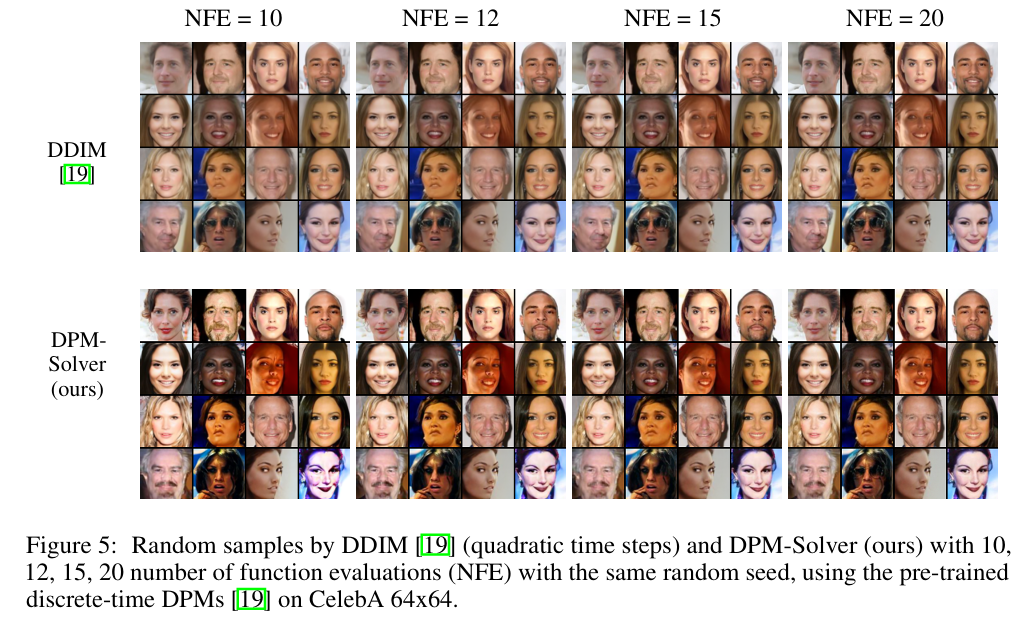 NFE = 10 NFE = 12 NFE = 15 NFE = 20
DDIM
[19]
DPM-
Solver
(ours)
Figure 5: Random samples by DDIM [19] (quadratic time steps) and DPM-Solver (ours) with 10,
12, 15, 20 number of function evaluations (NFE) with the same random seed, using the pre-trained
discrete-time DPMs [19] on CelebA 64x64.